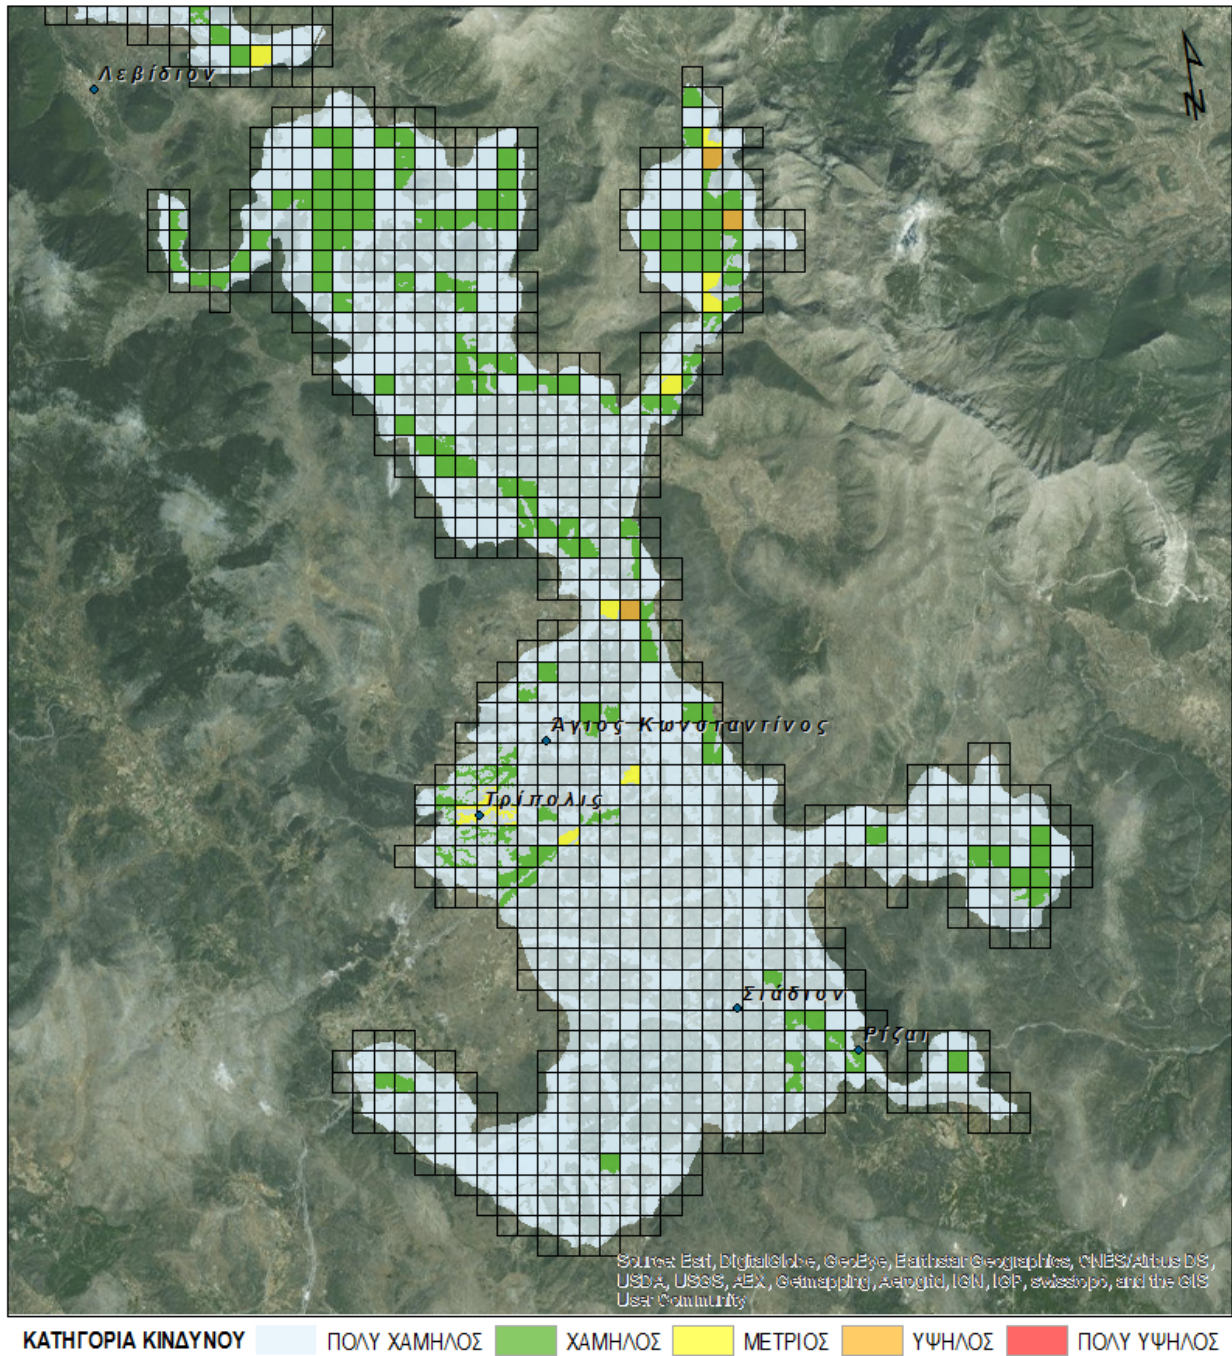 Λεβίδιον
N
Άγιος Κωνσταντίνος
Τρίπολις
Στάδιον
Ρίζαι
Source: Esri, DigitalGlobe, GeoEye, Earthstar Geographics, CNES/Airbus DS,
USDA, USGS, AEX, Getmapping, Aerogrid, IGN, IGP, swisstopo, and the GIS
User Community
ΚΑΤΗΓΟΡΙΑ ΚΙΝΔΥΝΟΥ ΠΟΛΥ ΧΑΜΗΛΟΣ ΧΑΜΗΛΟΣ ΜΕΤΡΙΟΣ ΥΨΗΛΟΣ ΠΟΛΥ ΥΨΗΛΟΣ